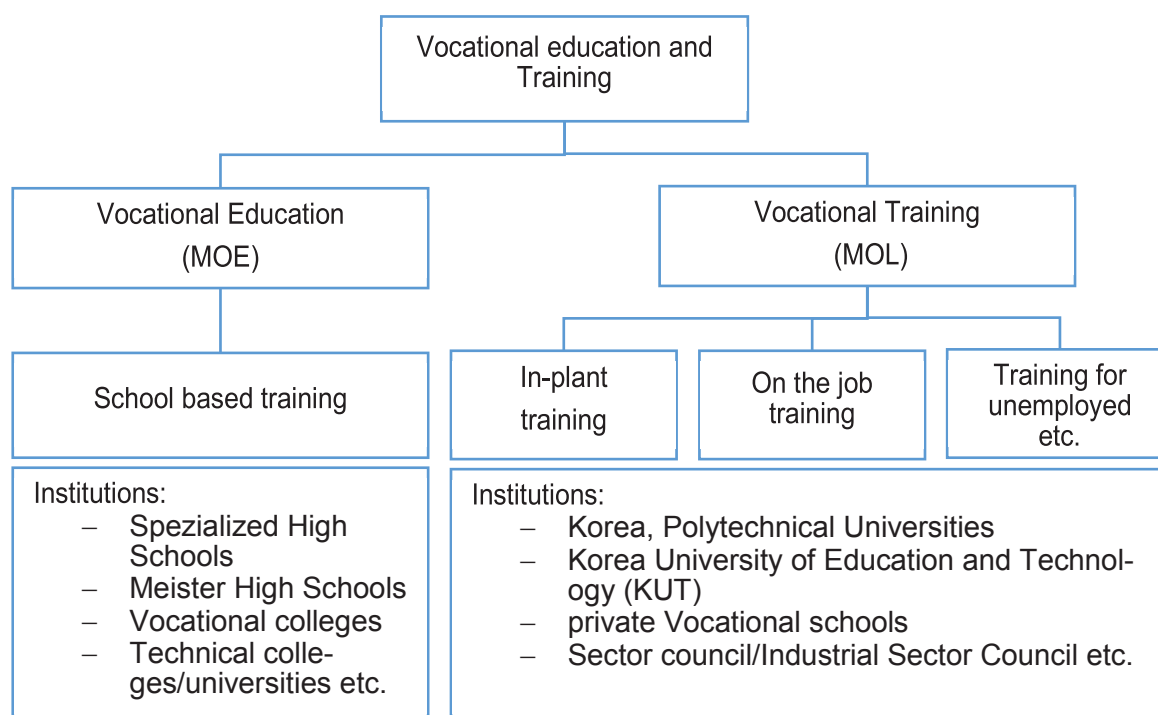 Vocational education and
Training
Vocational Education
(MOE)
Vocational Training
(MOL)
School based training
In-plant
training
On the job
training
Training for
unemployed
etc.
Institutions:
– Spezialized High
Schools
– Meister High Schools
– Vocational colleges
– Technical colle-
ges/universities etc.
Institutions:
– Korea, Polytechnical Universities
– Korea University of Education and Technol-
ogy (KUT)
– private Vocational schools
– Sector council/Industrial Sector Council etc.